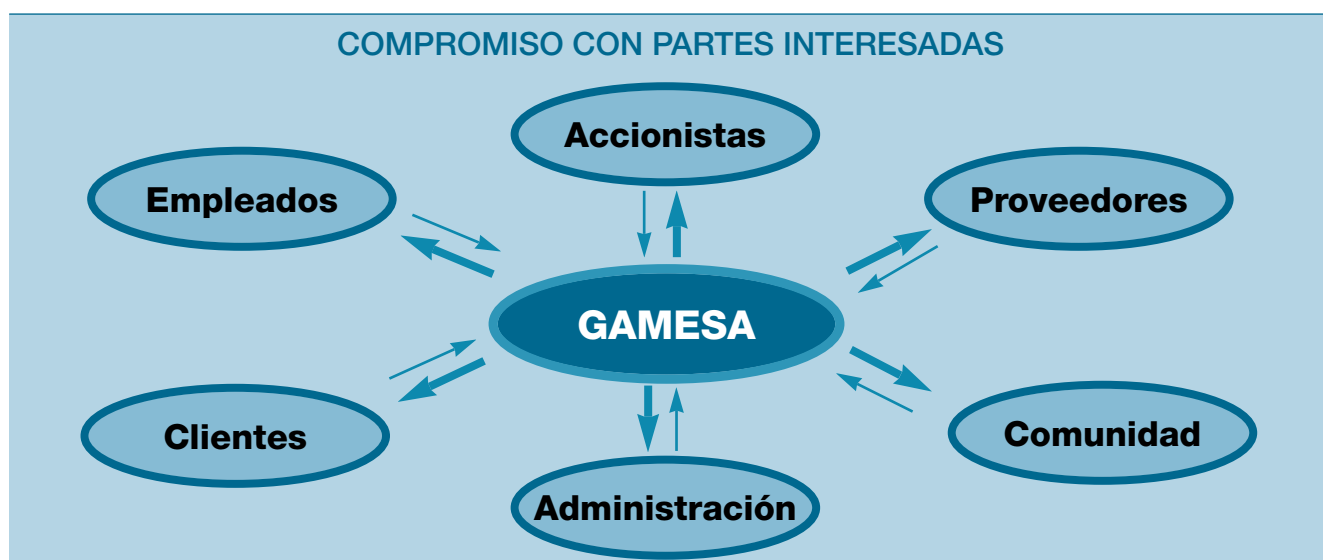 COMPROMISO CON PARTES INTERESADAS
Accionistas
Empleados
Proveedores
GAMESA
Clientes
Comunidad
Administración